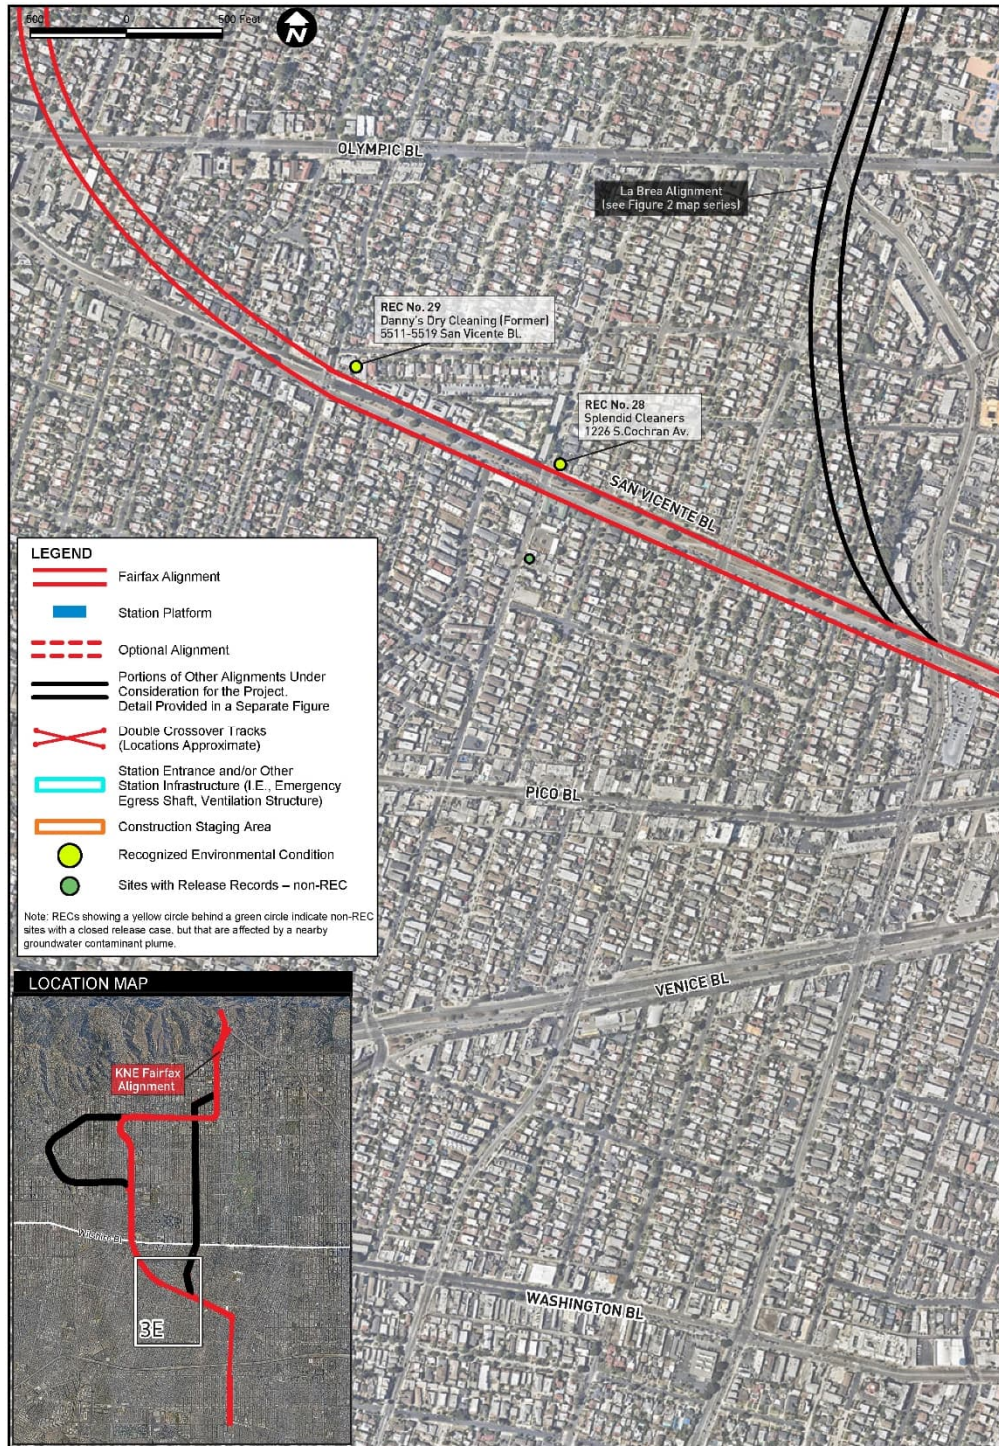 500 0 500 Feet
N
OLYMPIC BL
La Brea Alignment
(see Figure 2 map series)
REC No. 29
Danny's Dry Cleaning (Former)
5511-5519 San Vicente Bl.
REC No. 28
Splendid Cleaners
1226 S.Cochran Av.
SAN VICENTE BL
LEGEND
Fairfax Alignment
Station Platform
Optional Alignment
Portions of Other Alignments Under
Consideration for the Project.
Detail Provided in a Separate Figure
Double Crossover Tracks
(Locations Approximate)
Station Entrance and/or Other
Station Infrastructure (I.E., Emergency
Egress Shaft, Ventilation Structure)
Construction Staging Area
Recognized Environmental Condition
Sites with Release Records – non-REC
Note: RECs showing a yellow circle behind a green circle indicate non-REC
sites with a closed release case, but that are affected by a nearby
groundwater contaminant plume.
PICO BL
VENICE BL
WASHINGTON BL
LOCATION MAP
KNE Fairfax
Alignment
WILSHIRE BL
3E